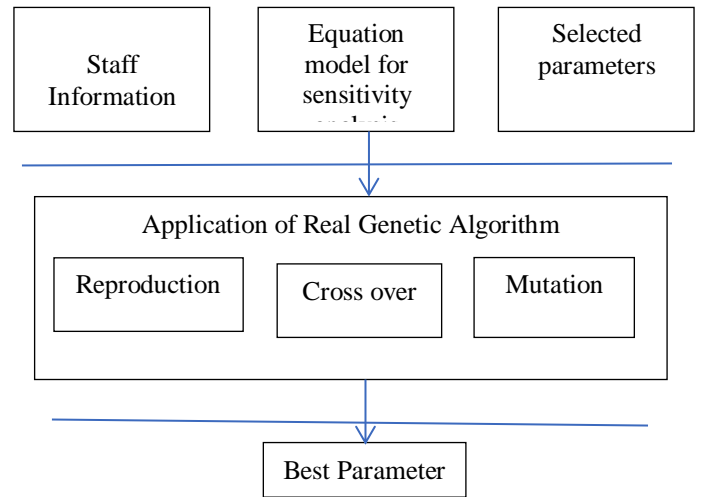 Staff
Information
Equation
model for
sensitivity
Selected
parameters
Application of Real Genetic Algorithm
Reproduction
Cross over
Mutation
Best Parameter